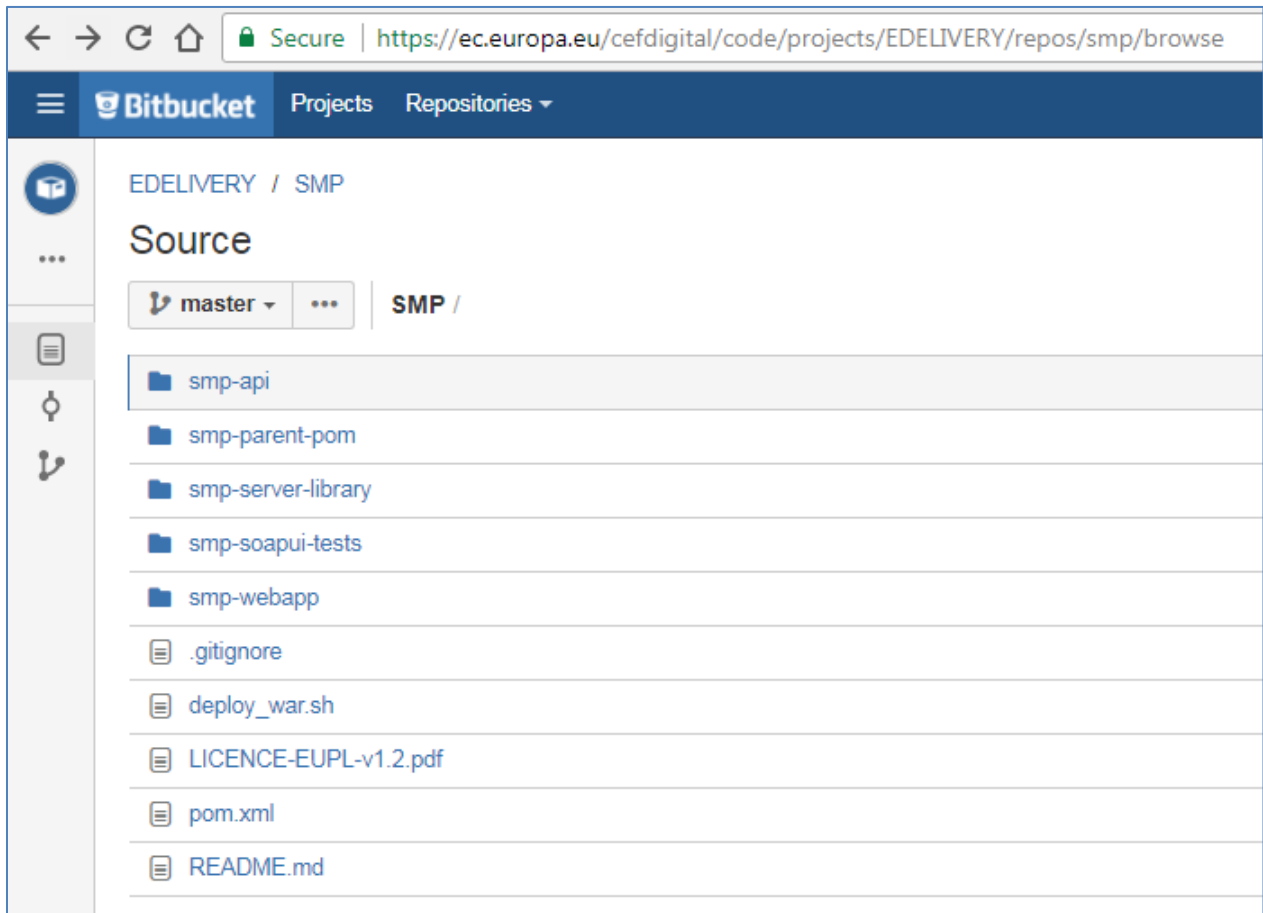 Secure | https://ec.europa.eu/cefdigital/code/projects/EDELIVERY/repos/smp/browse
Bitbucket Projects Repositories
EDELIVERY / SMP
Source
master SMP /
smp-api
smp-parent-pom
smp-server-library
smp-soapui-tests
smp-webapp
.gitignore
deploy_war.sh
LICENCE-EUPL-v1.2.pdf
pom.xml
README.md